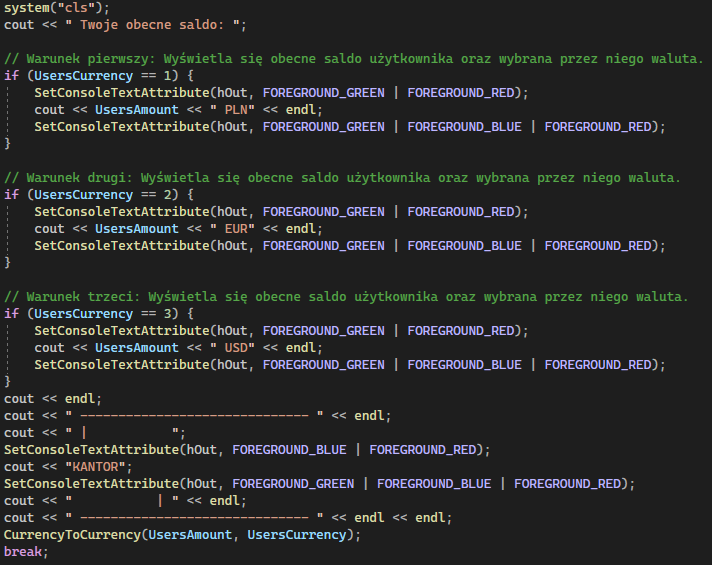 system("cls");
cout << " Twoje obecne saldo: ";
// Warunek pierwszy: Wyświetla się obecne saldo użytkownika oraz wybrana przez niego waluta.
if (UsersCurrency == 1) {
    SetConsoleTextAttribute(hOut, FOREGROUND_GREEN | FOREGROUND_RED);
    cout << UsersAmount << " PLN" << endl;
    SetConsoleTextAttribute(hOut, FOREGROUND_GREEN | FOREGROUND_BLUE | FOREGROUND_RED);
}
// Warunek drugi: Wyświetla się obecne saldo użytkownika oraz wybrana przez niego waluta.
if (UsersCurrency == 2) {
    SetConsoleTextAttribute(hOut, FOREGROUND_GREEN | FOREGROUND_RED);
    cout << UsersAmount << " EUR" << endl;
    SetConsoleTextAttribute(hOut, FOREGROUND_GREEN | FOREGROUND_BLUE | FOREGROUND_RED);
}
// Warunek trzeci: Wyświetla się obecne saldo użytkownika oraz wybrana przez niego waluta.
if (UsersCurrency == 3) {
    SetConsoleTextAttribute(hOut, FOREGROUND_GREEN | FOREGROUND_RED);
    cout << UsersAmount << " USD" << endl;
    SetConsoleTextAttribute(hOut, FOREGROUND_GREEN | FOREGROUND_BLUE | FOREGROUND_RED);
}
cout << endl;
cout << " ------------------------------ " << endl;
cout << " |           ";
SetConsoleTextAttribute(hOut, FOREGROUND_BLUE | FOREGROUND_RED);
cout << "KANTOR";
SetConsoleTextAttribute(hOut, FOREGROUND_GREEN | FOREGROUND_BLUE | FOREGROUND_RED);
cout << "           | " << endl;
cout << " ------------------------------ " << endl << endl;
CurrencyToCurrency(UsersAmount, UsersCurrency);
break;